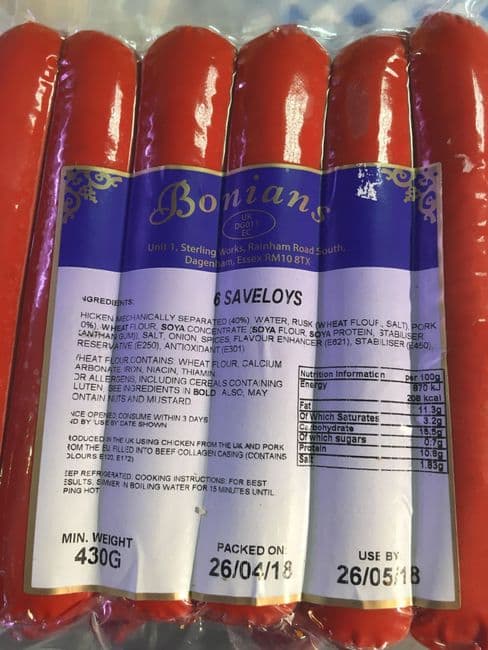 Bonians
UK
DG011
EC
Unit 1, Sterling Works, Rainham Road South,
Dagenham, Essex RM10 8TX
6 SAVELOYS
NGREDIENTS:
HICKEN MECHANICALLY SEPARATED (40%) WATER, RUSK (WHEAT FLOUR, SALT), PORK
0%), WHEAT FLOUR, SOYA CONCENTRATE (SOYA FLOUR, SOYA PROTEIN, STABILISER
(XANTHAN GUM), SALT, ONION, SPICES, FLAVOUR ENHANCER (E621), STABILISER (E450),
RESERVATIVE (E250), ANTIOXIDANT (E301)
HEAT FLOUR CONTAINS: WHEAT FLOUR, CALCIUM
ARBONATE, IRON, NIACIN, THIAMIN
OR ALLERGENS, INCLUDING CEREALS CONTAINING
LUTEN, SEE INGREDIENTS IN BOLD. ALSO, MAY
ONTAIN NUTS AND MUSTARD.
NCE OPENED, CONSUME WITHIN 3 DAYS
ND BY 'USE BY' DATE SHOWN
RODUCED IN THE UK USING CHICKEN FROM THE UK AND PORK
ROM THE EU. FILLED INTO BEEF COLLAGEN CASING (CONTAINS
OLOURS E120, E172)
EEP REFRIGERATED. COOKING INSTRUCTIONS: FOR BEST
ESULTS, SIMMER IN BOILING WATER FOR 15 MINUTES UNTIL
PING HOT
Nutrition Information per 100g
Energy 870 KJ
208 kcal
Fat 11.3g
Of Which Saturates 3.2g
Carbohydrate 15.5g
Of which sugars 0.7g
Protein 10.8g
Salt 1.83g
MIN. WEIGHT
430G
PACKED ON
26/04/18
USE BY
26/05/18